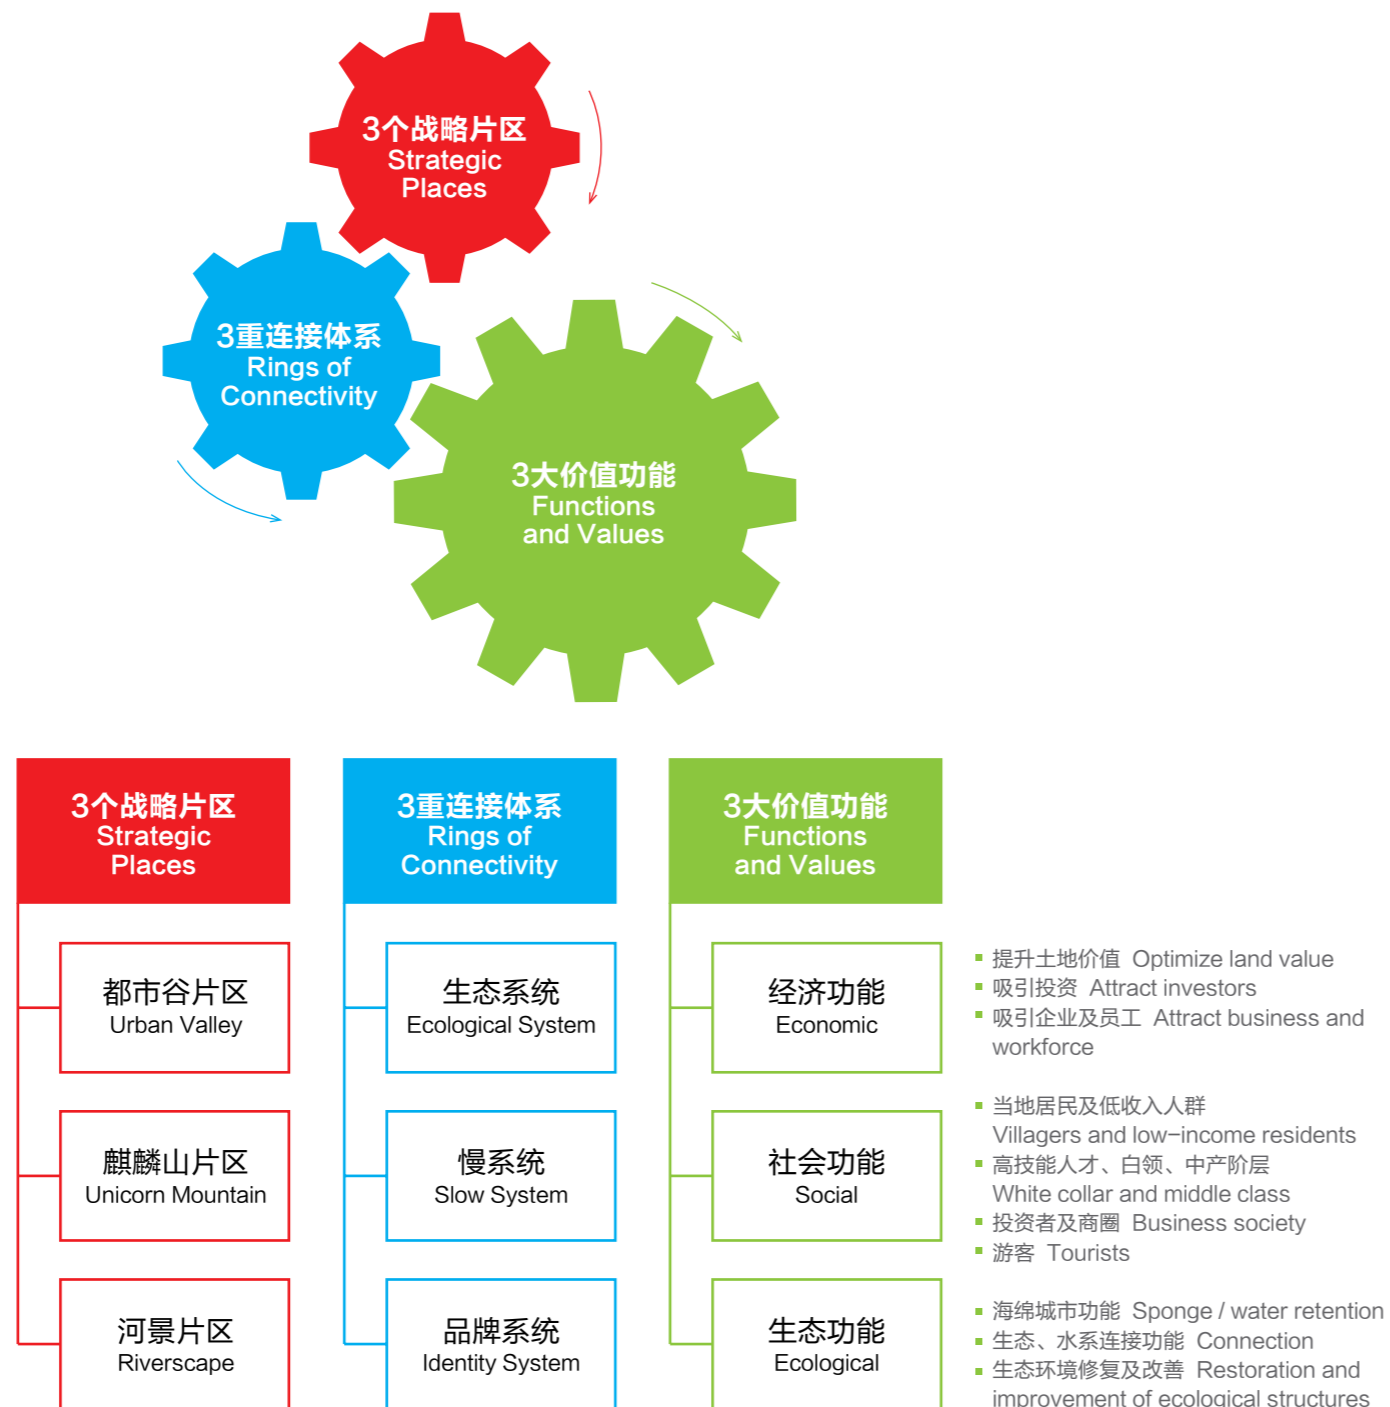 3个战略片区
Strategic
Places
3重连接体系
Rings of
Connectivity
3大价值功能
Functions
and Values
3个战略片区
Strategic
Places
都市谷片区
Urban Valley
麒麟山片区
Unicorn Mountain
河景片区
Riverscape
3重连接体系
Rings of
Connectivity
生态系统
Ecological System
慢系统
Slow System
品牌系统
Identity System
3大价值功能
Functions
and Values
经济功能
Economic
提升土地价值 Optimize land value
吸引投资 Attract investors
吸引企业及员工 Attract business and
workforce
社会功能
Social
当地居民及低收入人群
Villagers and low-income residents
高技能人才、白领、中产阶层
White collar and middle class
投资者及商圈 Business society
游客 Tourists
生态功能
Ecological
海绵城市功能 Sponge / water retention
生态、水系连接功能 Connection
生态环境修复及改善 Restoration and
improvement of ecological structures